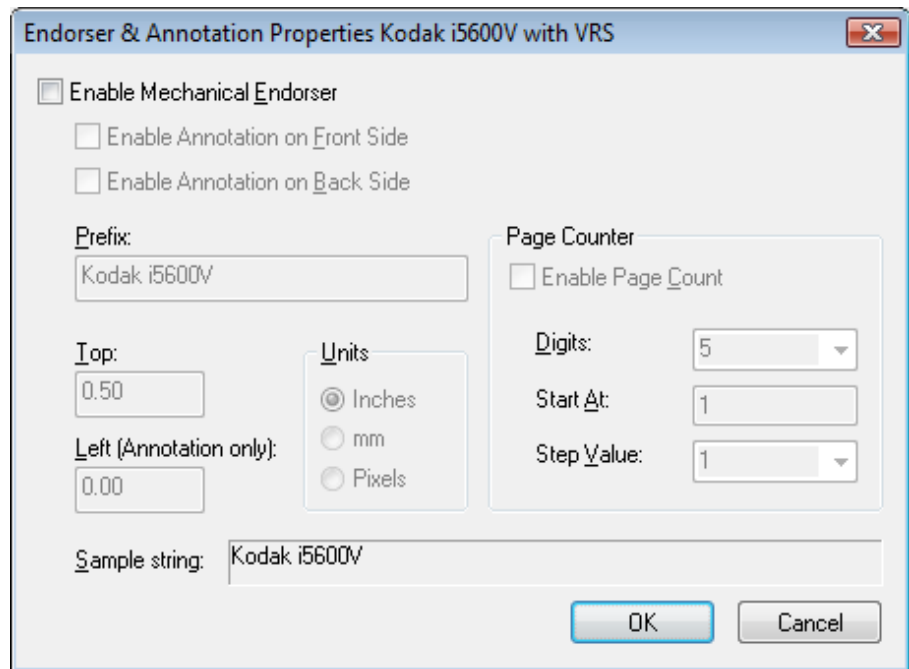 Endorser & Annotation Properties Kodak i5600V with VRS
Enable Mechanical Endorser
Enable Annotation on Front Side
Enable Annotation on Back Side
Prefix:
Kodak i5600V
Top:
0.50
Left (Annotation only):
0.00
Units
Inches
mm
Pixels
Page Counter
Enable Page Count
Digits: 5
Start At: 1
Step Value: 1
Sample string: Kodak i5600V
OK Cancel